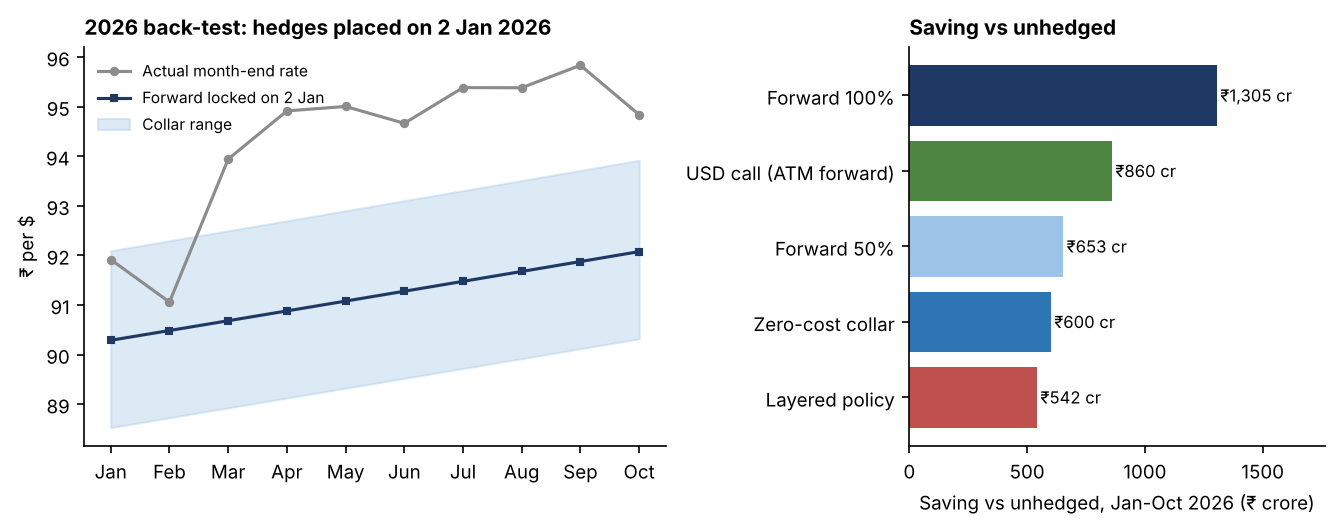 2026 back-test: hedges placed on 2 Jan 2026
96
95
94
93
92
91
90
89
₹ per $
Actual month-end rate
Forward locked on 2 Jan
Collar range
Jan Feb Mar Apr May Jun Jul Aug Sep Oct
Saving vs unhedged
Forward 100% ₹1,305 cr
USD call (ATM forward) ₹860 cr
Forward 50% ₹653 cr
Zero-cost collar ₹600 cr
Layered policy ₹542 cr
0 500 1000 1500
Saving vs unhedged, Jan-Oct 2026 (₹ crore)